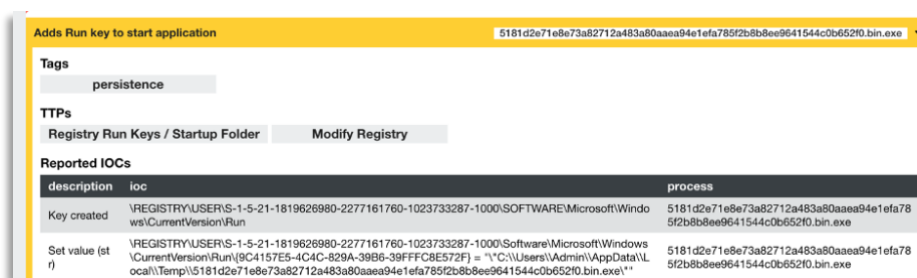 Adds Run key to start application 5181d2e71e8e73a82712a483a80aaea94e1efa785f2b8b8ee9641544c0b652f0.bin.exe
Tags
persistence
TTPs
Registry Run Keys / Startup Folder Modify Registry
Reported IOCs
description ioc process
Key created \REGISTRY\USER\S-1-5-21-1819626980-2277161760-1023733287-1000\SOFTWARE\Microsoft\Windo
ws\CurrentVersion\Run
5181d2e71e8e73a82712a483a80aaea94e1efa78
5f2b8b8ee9641544c0b652f0.bin.exe
Set value (st
r)
\REGISTRY\USER\S-1-5-21-1819626980-2277161760-1023733287-1000\Software\Microsoft\Windows
\CurrentVersion\Run\{9C4157E5-4C4C-829A-39B6-39FFFC8E572F} = "\"C:\\Users\\Admin\\AppData\\L
ocal\\Temp\\5181d2e71e8e73a82712a483a80aaea94e1efa785f2b8b8ee9641544c0b652f0.bin.exe\""
5181d2e71e8e73a82712a483a80aaea94e1efa78
5f2b8b8ee9641544c0b652f0.bin.exe